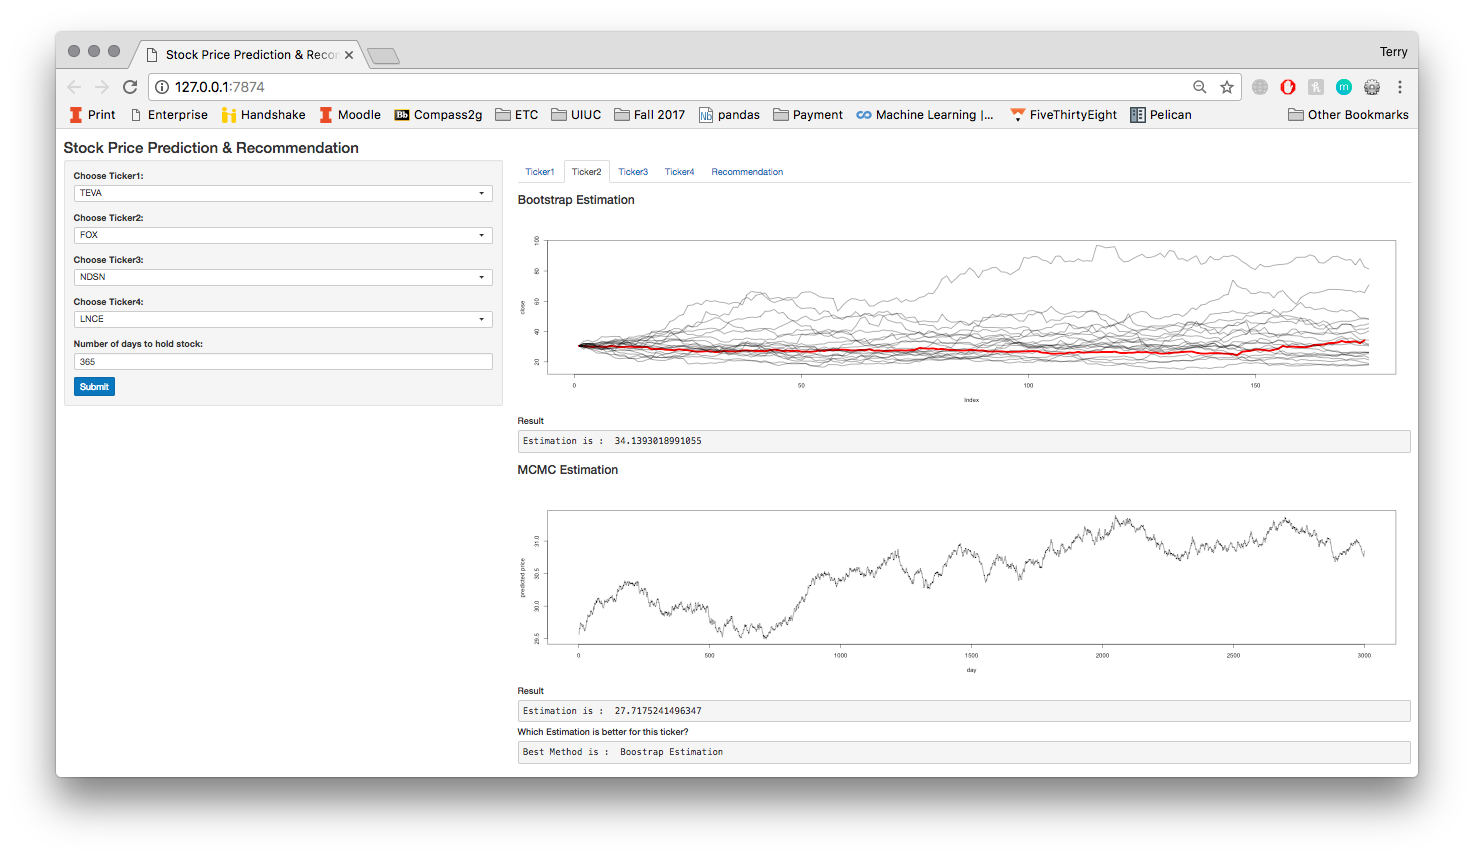 Stock Price Prediction & Recor
Terry
127.0.0.1:7874
Print Enterprise Handshake Moodle Bb Compass2g ETC UIUC Fall 2017 pandas Payment Machine Learning |... FiveThirtyEight Pelican Other Bookmarks
Stock Price Prediction & Recommendation
Choose Ticker1:
TEVA
Choose Ticker2:
FOX
Choose Ticker3:
NDSN
Choose Ticker4:
LNCE
Number of days to hold stock:
365
Submit
Ticker1 Ticker2 Ticker3 Ticker4 Recommendation
Bootstrap Estimation
100
80
60
40
20
close
0 50 100 150
Index
Result
Estimation is : 34.1393018991055
MCMC Estimation
31.0
30.5
30.0
29.5
predicted price
0 500 1000 1500 2000 2500 3000
day
Result
Estimation is : 27.7175241496347
Which Estimation is better for this ticker?
Best Method is : Boostrap Estimation